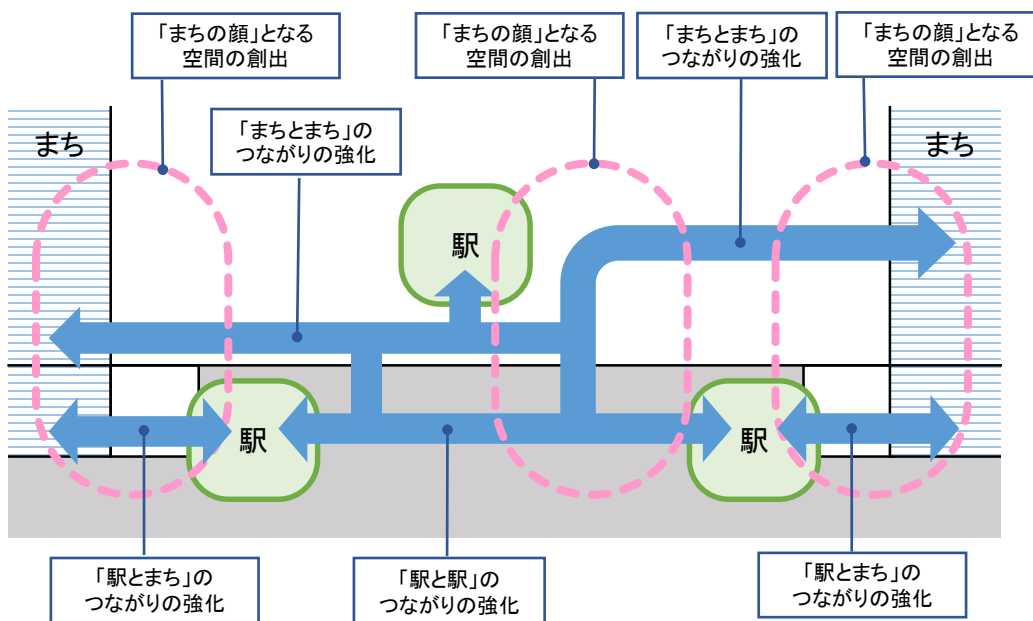 「まちの顔」となる
空間の創出
「まちの顔」となる
空間の創出
「まちとまち」の
つながりの強化
「まちの顔」となる
空間の創出
まち
「まちとまち」の
つながりの強化
まち
駅
駅
駅
「駅とまち」の
つながりの強化
「駅と駅」の
つながりの強化
「駅とまち」の
つながりの強化